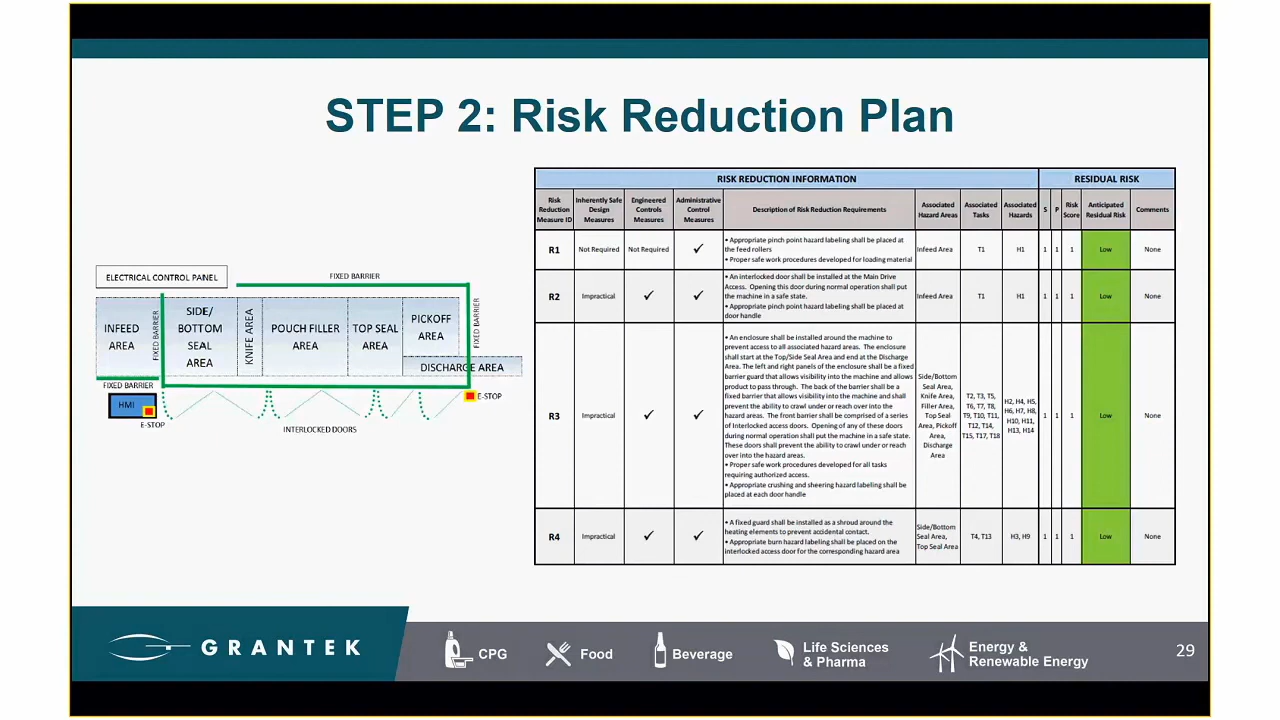 STEP 2: Risk Reduction Plan
ELECTRICAL CONTROL PANEL
FIXED BARRIER
INFEED
AREA
FIXED BARRIER
SIDE/
BOTTOM
SEAL
AREA
KNIFE AREA
POUCH FILLER
AREA
TOP SEAL
AREA
PICKOFF
AREA
FIXED BARRIER
DISCHARGE AREA
FIXED BARRIER
HMI
E-STOP
E-STOP
INTERLOCKED DOORS
RISK REDUCTION INFORMATION
RESIDUAL RISK
Risk
Reduction
Measure ID
Inherently Safe
Design
Measures
Engineered
Controls
Measures
Administrative
Control
Measures
Description of Risk Reduction Requirements
Associated
Hazard Areas
Associated
Tasks
Associated
Hazards
S
P
Risk
Score
Anticipated
Residual Risk
Comments
R1
Not Required
Not Required
✓
• Appropriate pinch point hazard labeling shall be placed at
the feed rollers
• Proper safe work procedures developed for loading material
Infeed Area
T1
H1
1
1
1
Low
None
R2
Impractical
✓
✓
• An interlocked door shall be installed at the Main Drive
Access. Opening this door during normal operation shall put
the machine in a safe state.
• Appropriate pinch point hazard labeling shall be placed at
door handle
Infeed Area
T1
H1
1
1
1
Low
None
R3
Impractical
✓
✓
• An enclosure shall be installed around the machine to
prevent access to all associated hazard areas. The enclosure
shall start at the Top/Side Seal Area and end at the Discharge
Area. The left and right panels of the enclosure shall be a fixed
barrier guard that allows visibility into the machine and allows
product to pass through. The back of the barrier shall be a
fixed barrier that allows visibility into the machine and shall
prevent the ability to crawl under or reach over into the
hazard areas. The front barrier shall be comprised of a series
of Interlocked access doors. Opening of any of these doors
during normal operation shall put the machine in a safe state.
These doors shall prevent the ability to crawl under or reach
over into the hazard areas.
• Proper safe work procedures developed for all tasks
requiring authorized access.
• Appropriate crushing and sheering hazard labeling shall be
placed at each door handle
Side/Bottom
Seal Area,
Knife Area,
Filler Area,
Top Seal
Area, Pickoff
Area,
Discharge
Area
T2, T3, T5,
T6, T7, T8,
T9, T10, T11,
T12, T14,
T15, T17, T18
H2, H4, H5,
H6, H7, H8,
H10, H11,
H13, H14
1
1
1
Low
None
R4
Impractical
✓
✓
• A fixed guard shall be installed as a shroud around the
heating elements to prevent accidental contact.
• Appropriate burn hazard labeling shall be placed on the
interlocked access door for the corresponding hazard area
Side/Bottom
Seal Area,
Top Seal Area
T4, T13
H3, H9
1
1
1
Low
None
GRANTEK
CPG
Food
Beverage
Life Sciences
& Pharma
Energy &
Renewable Energy
29